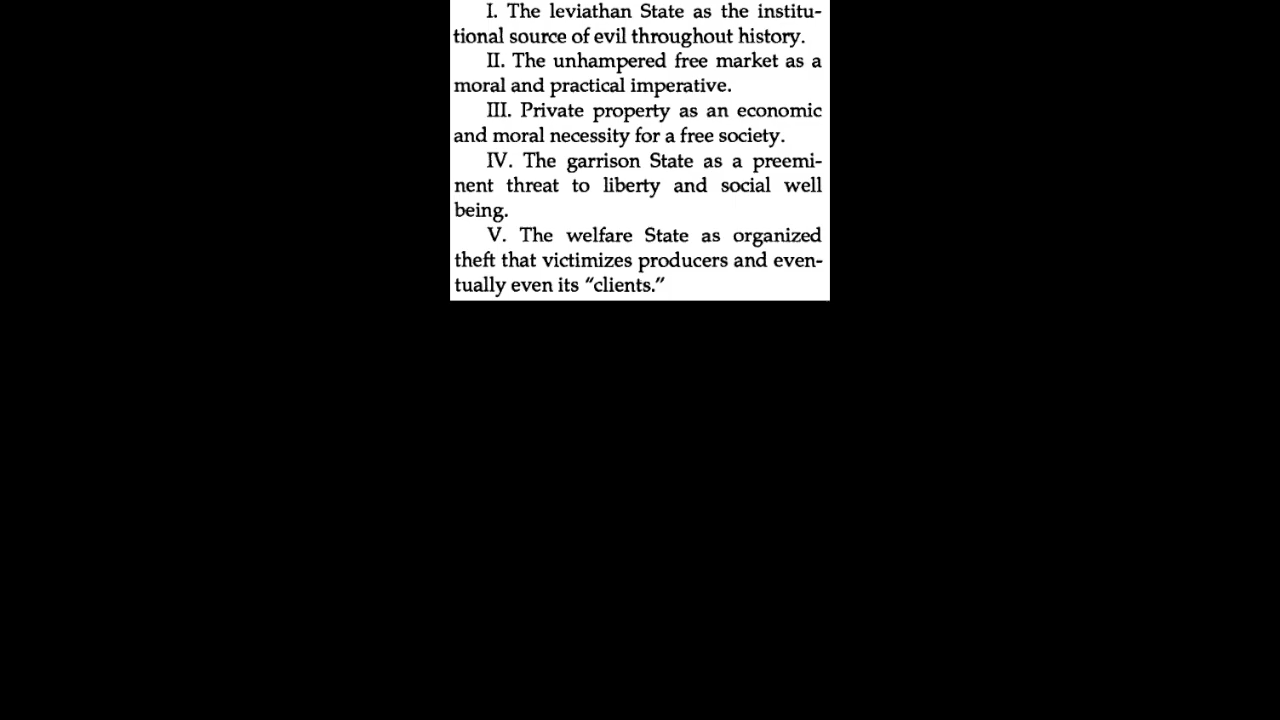 I. The leviathan State as the institu-
tional source of evil throughout history.
II. The unhampered free market as a
moral and practical imperative.
III. Private property as an economic
and moral necessity for a free society.
IV. The garrison State as a preemi-
nent threat to liberty and social well
being.
V. The welfare State as organized
theft that victimizes producers and even-
tually even its “clients.”